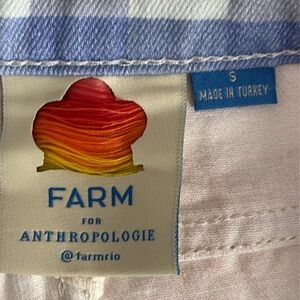 FARM
FOR
ANTHROPOLOGIE
@farmrio
S
MADE IN TURKEY